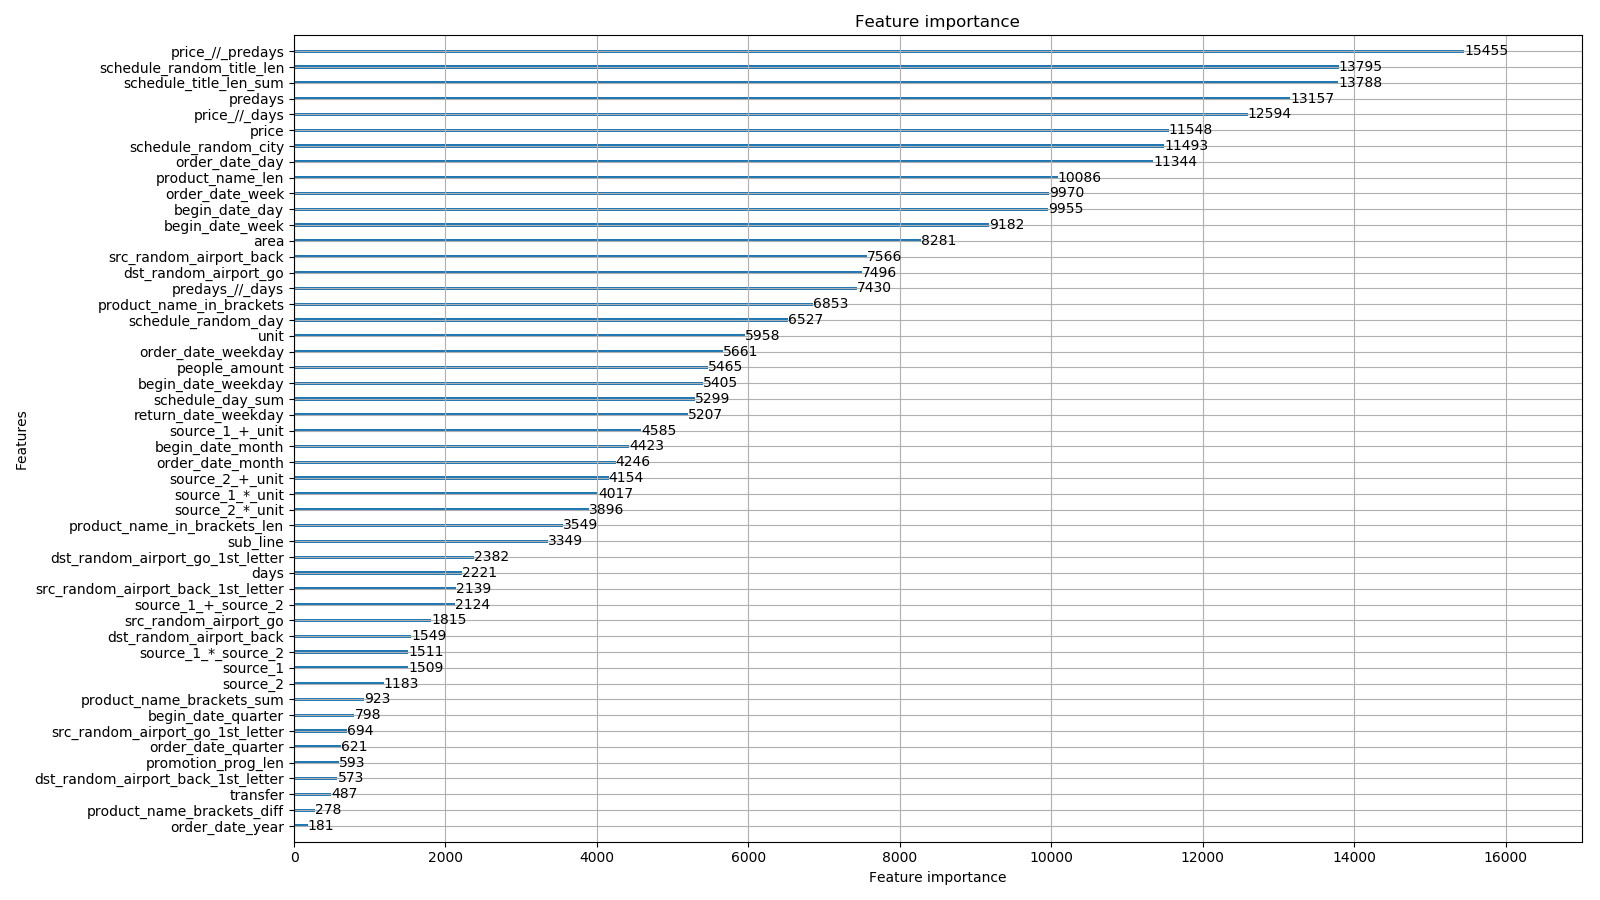 Feature importance
price_//_predays 15455
schedule_random_title_len 13795
schedule_title_len_sum 13788
predays 13157
price_//_days 12594
price 11548
schedule_random_city 11493
order_date_day 11344
product_name_len 10086
order_date_week 9970
begin_date_day 9955
begin_date_week 9182
area 8281
src_random_airport_back 7566
dst_random_airport_go 7496
predays_//_days 7430
product_name_in_brackets 6853
schedule_random_day 6527
unit 5958
order_date_weekday 5661
people_amount 5465
begin_date_weekday 5405
schedule_day_sum 5299
return_date_weekday 5207
source_1_+_unit 4585
begin_date_month 4423
order_date_month 4246
source_2_+_unit 4154
source_1_*_unit 4017
source_2_*_unit 3896
product_name_in_brackets_len 3549
sub_line 3349
dst_random_airport_go_1st_letter 2382
days 2221
src_random_airport_back_1st_letter 2139
source_1_+_source_2 2124
src_random_airport_go 1815
dst_random_airport_back 1549
source_1_*_source_2 1511
source_1 1509
source_2 1183
product_name_brackets_sum 923
begin_date_quarter 798
src_random_airport_go_1st_letter 694
order_date_quarter 621
promotion_prog_len 593
dst_random_airport_back_1st_letter 573
transfer 487
product_name_brackets_diff 278
order_date_year 181
Features
0 2000 4000 6000 8000 10000 12000 14000 16000
Feature importance